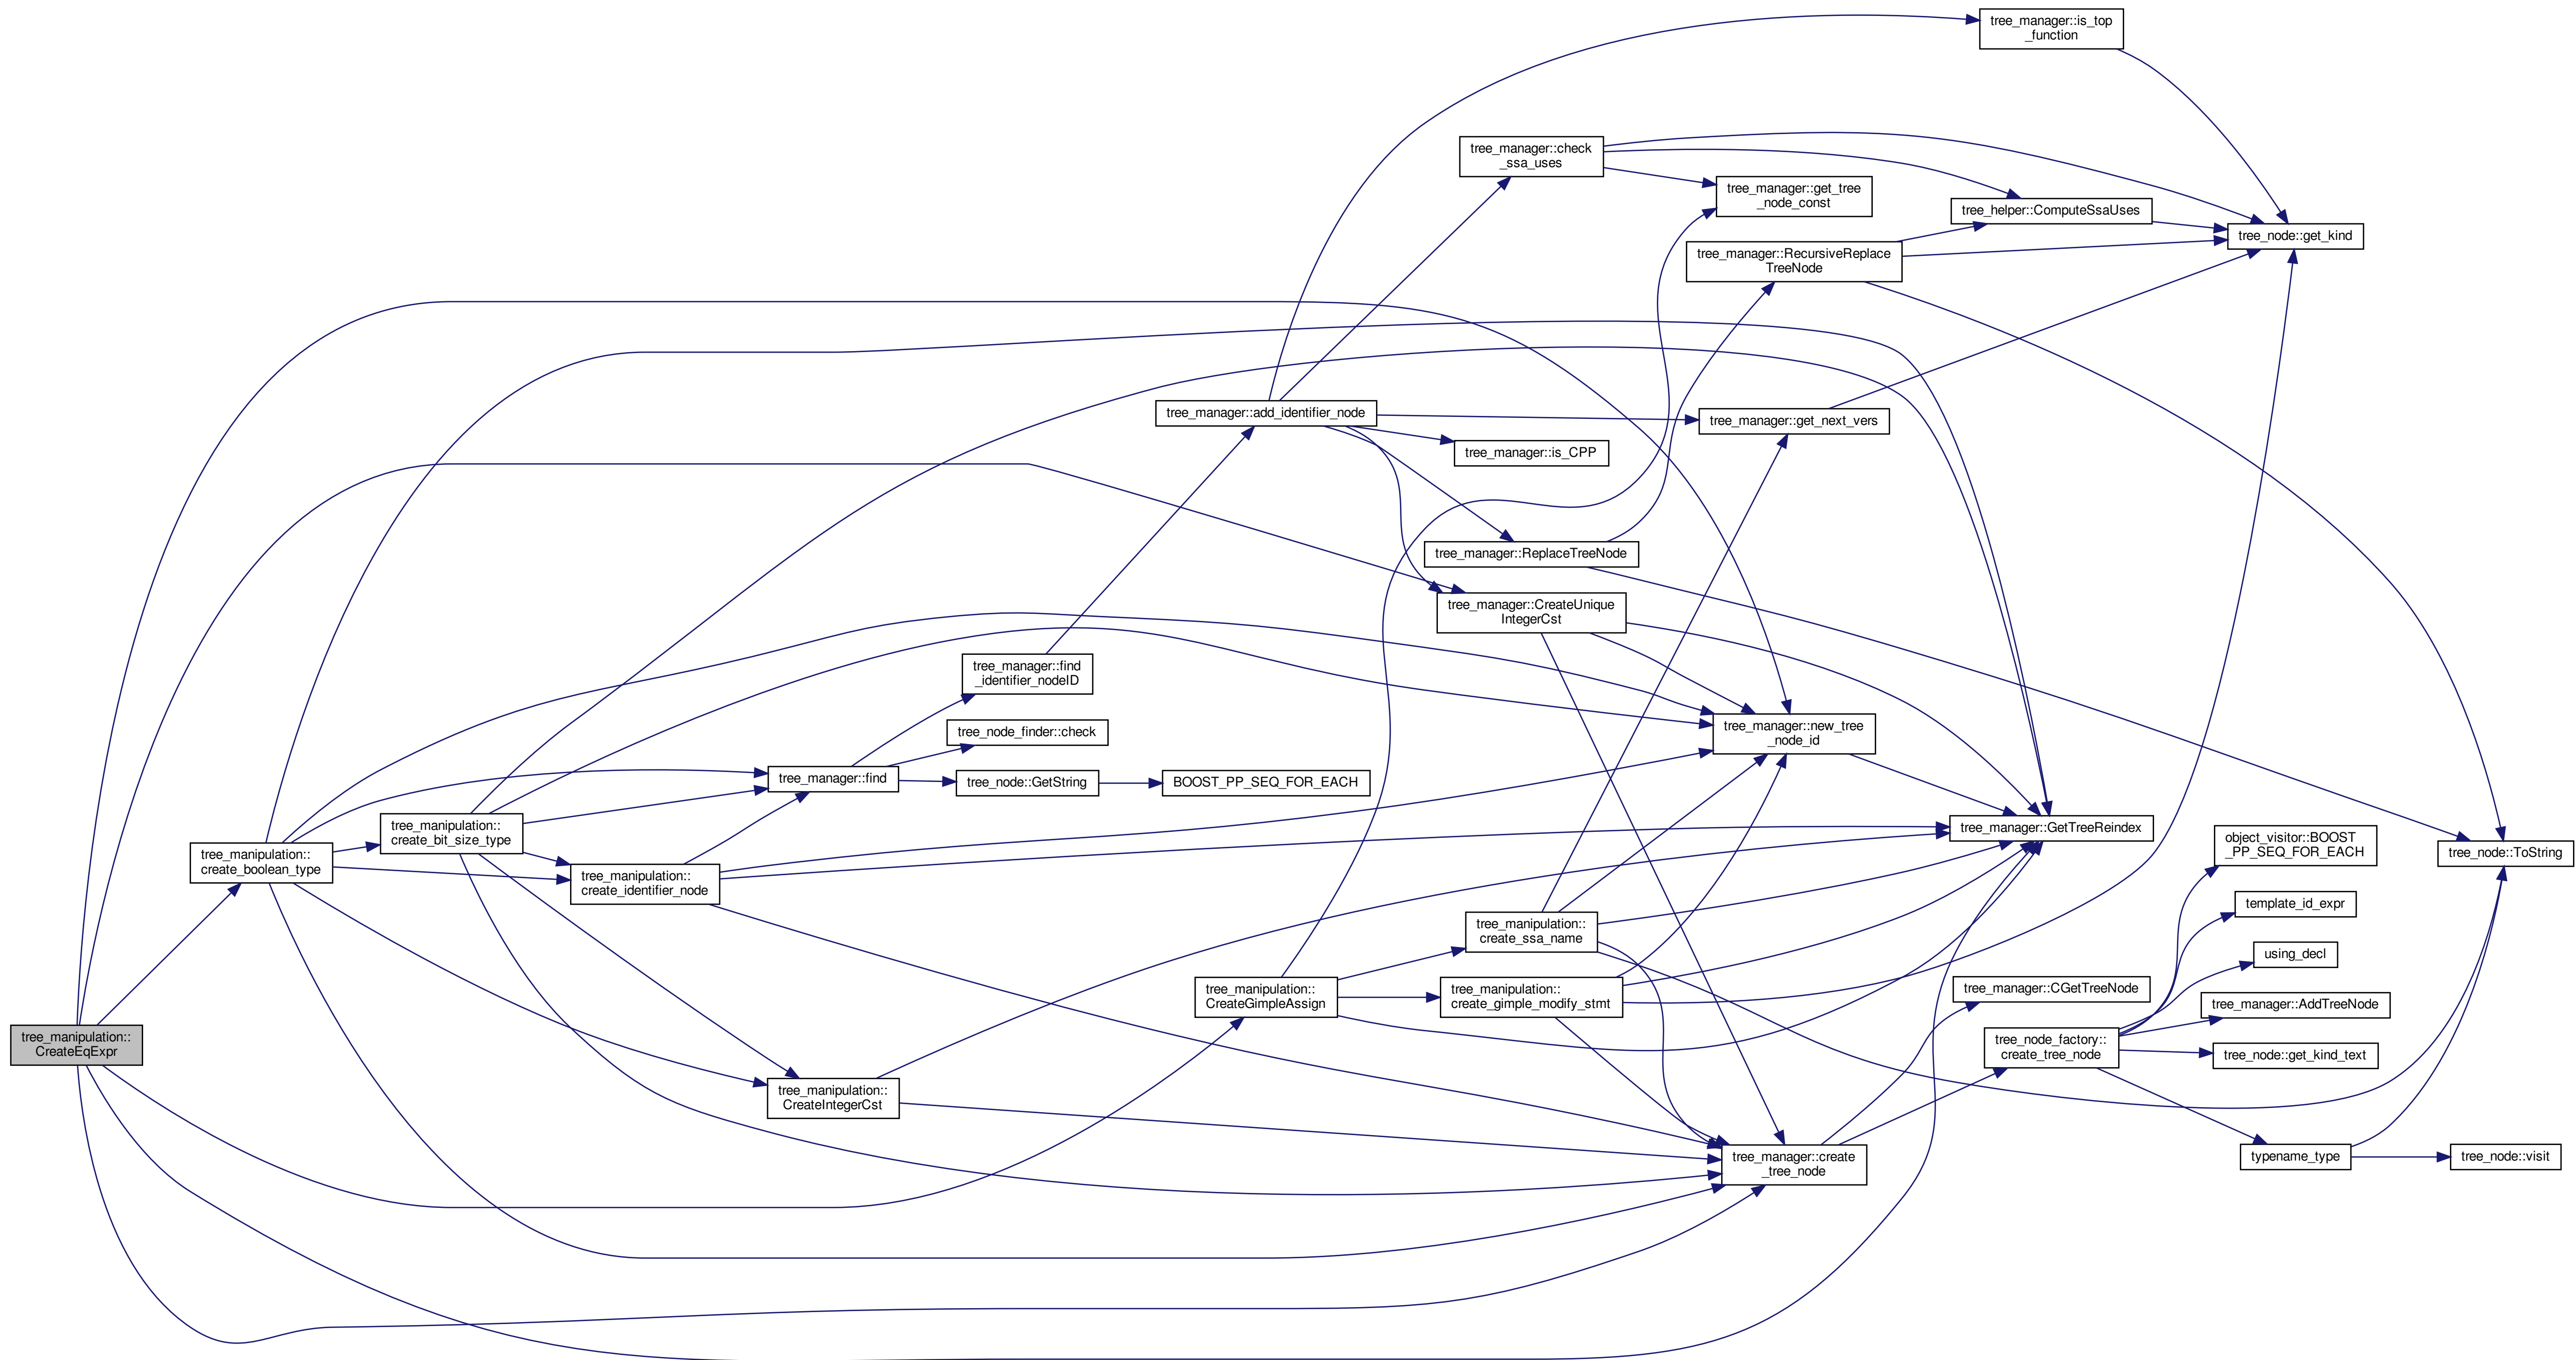 tree_manipulation::
CreateEqExpr
tree_manipulation::
create_boolean_type
tree_manipulation::
create_bit_size_type
tree_manipulation::
create_identifier_node
tree_manager::find
tree_manipulation::
CreateIntegerCst
tree_manager::find
_identifier_nodeID
tree_node_finder::check
tree_node::GetString
BOOST_PP_SEQ_FOR_EACH
tree_manager::add_identifier_node
tree_manipulation::
CreateGimpleAssign
tree_manager::check
_ssa_uses
tree_manager::is_CPP
tree_manager::ReplaceTreeNode
tree_manager::CreateUnique
IntegerCst
tree_manipulation::
create_ssa_name
tree_manipulation::
create_gimple_modify_stmt
tree_manager::get_tree
_node_const
tree_manager::RecursiveReplace
TreeNode
tree_manager::get_next_vers
tree_manager::new_tree
_node_id
tree_manager::create
_tree_node
tree_manager::is_top
_function
tree_helper::ComputeSsaUses
tree_manager::GetTreeReindex
tree_manager::CGetTreeNode
tree_node_factory::
create_tree_node
tree_node::get_kind
object_visitor::BOOST
_PP_SEQ_FOR_EACH
template_id_expr
using_decl
tree_manager::AddTreeNode
tree_node::get_kind_text
typename_type
tree_node::ToString
tree_node::visit